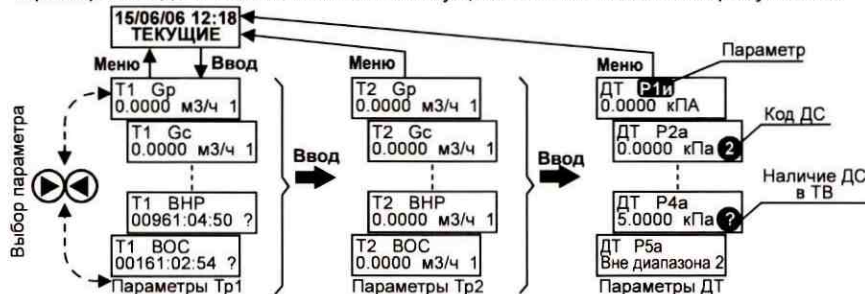 15/06/06 12:18
ТЕКУЩИЕ
Меню
Ввод
Меню
Меню
Параметр
Т1 Gp
0.0000 м3/ч 1
Т2 Gp
0.0000 м3/ч 1
ДТ Р1и
0.0000 кПА
Т1 Gc
0.0000 м3/ч 1
Т2 Gc
0.0000 м3/ч 1
ДТ Р2а
0.0000 кПа 2
Код ДС
Выбор параметра
Ввод
Ввод
Наличие ДС
в ТВ
Т1 ВНР
00961:04:50 ?
Т2 ВНР
0.0000 м3/ч 1
ДТ Р4а
5.0000 кПа ?
Т1 ВОС
00161:02:54 ?
Т2 ВОС
0.0000 м3/ч 1
ДТ Р5а
Вне диапазона 2
Параметры Тр1
Параметры Тр2
Параметры ДТ